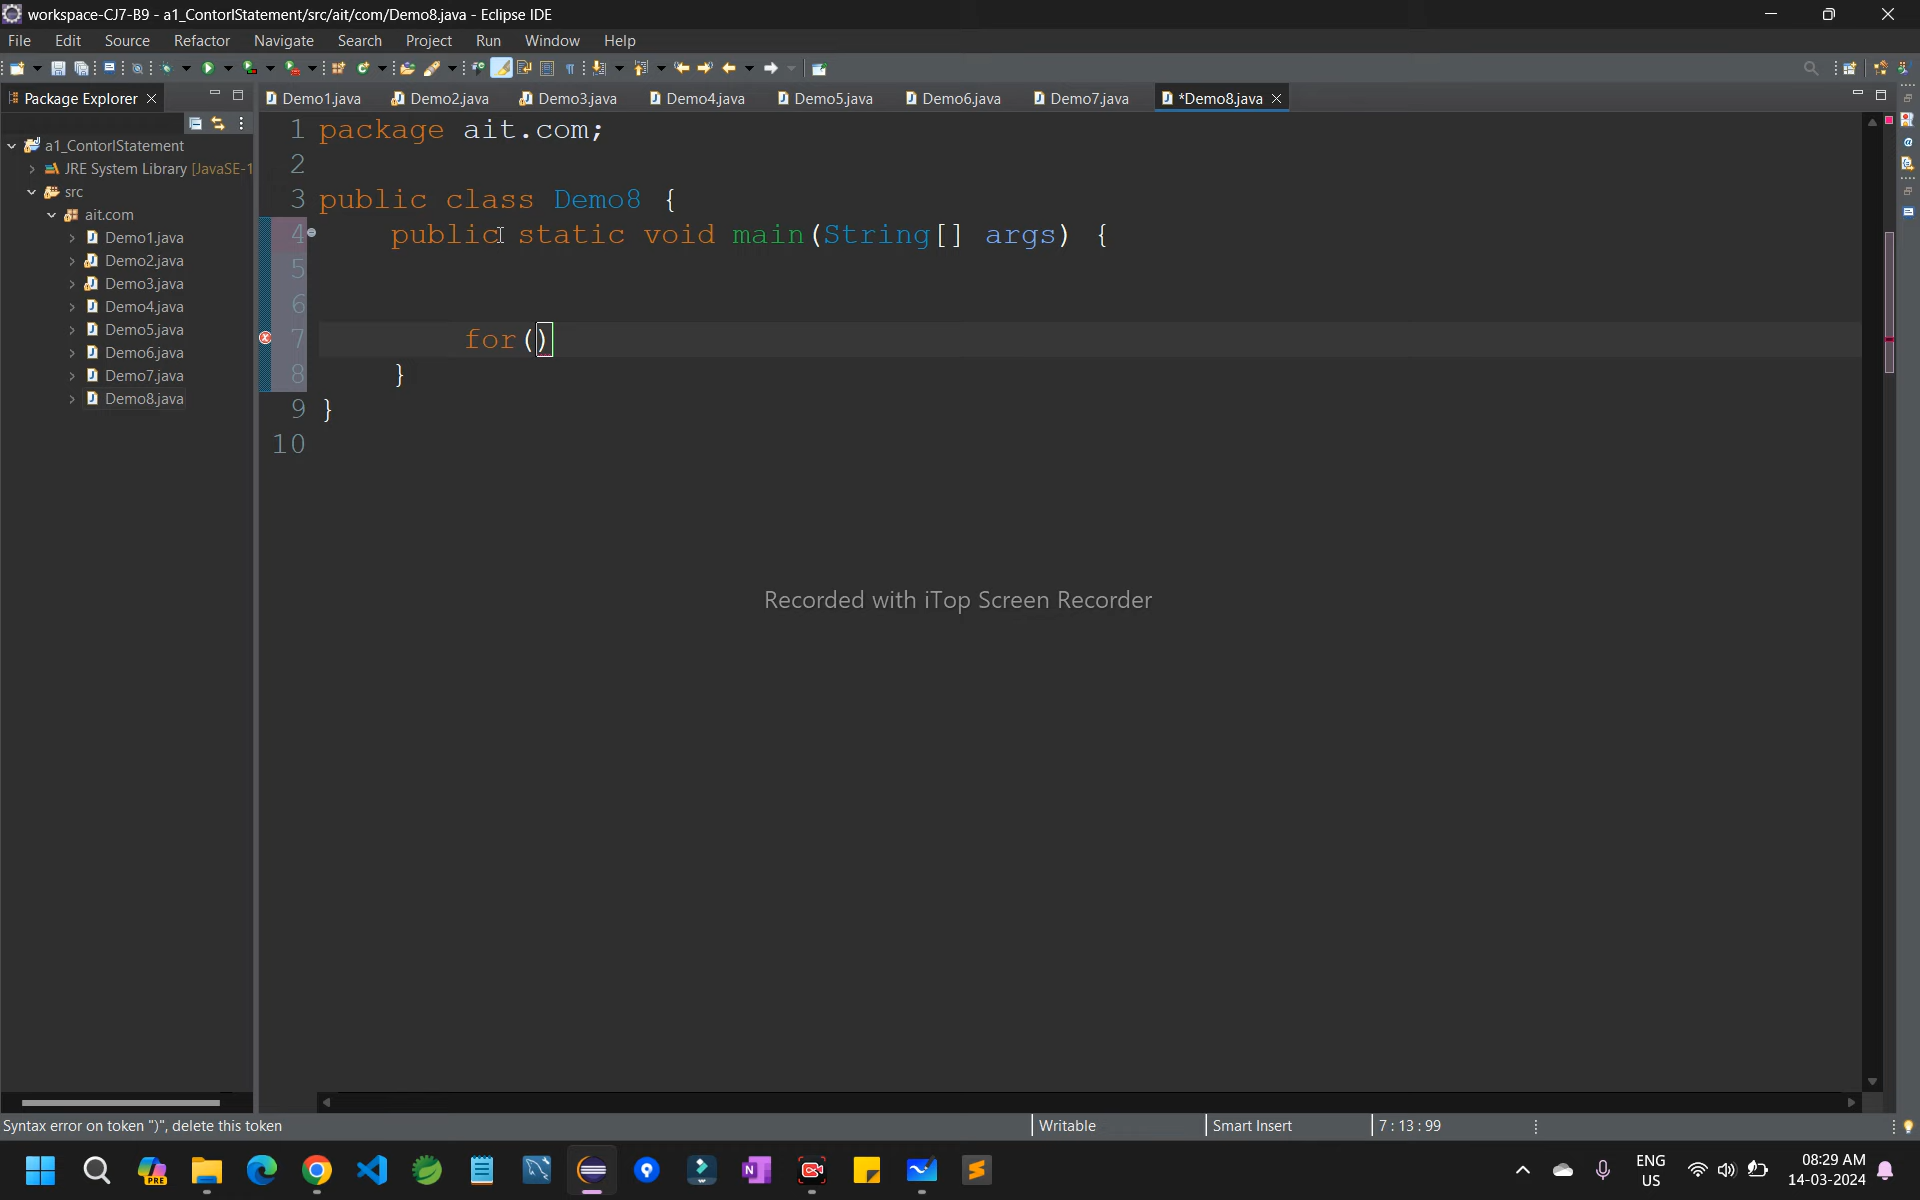 workspace-CJ7-B9 - a1_ContorlStatement/src/ait/com/Demo8.java - Eclipse IDE
File Edit Source Refactor Navigate Search Project Run Window Help
Package Explorer
Demo1.java Demo2.java Demo3.java Demo4.java Demo5.java Demo6.java Demo7.java *Demo8.java
a1_ContorlStatement
JRE System Library [JavaSE-1
src
ait.com
Demo1.java
Demo2.java
Demo3.java
Demo4.java
Demo5.java
Demo6.java
Demo7.java
Demo8.java
1 package ait.com;
2
3 public class Demo8 {
4 public static void main(String[] args) {
5
6
7 for()
8 }
9 }
10
Recorded with iTop Screen Recorder
Syntax error on token ")", delete this token Writable Smart Insert 7 : 13 : 99
PRE
N
ENG
US
08:29 AM
14-03-2024